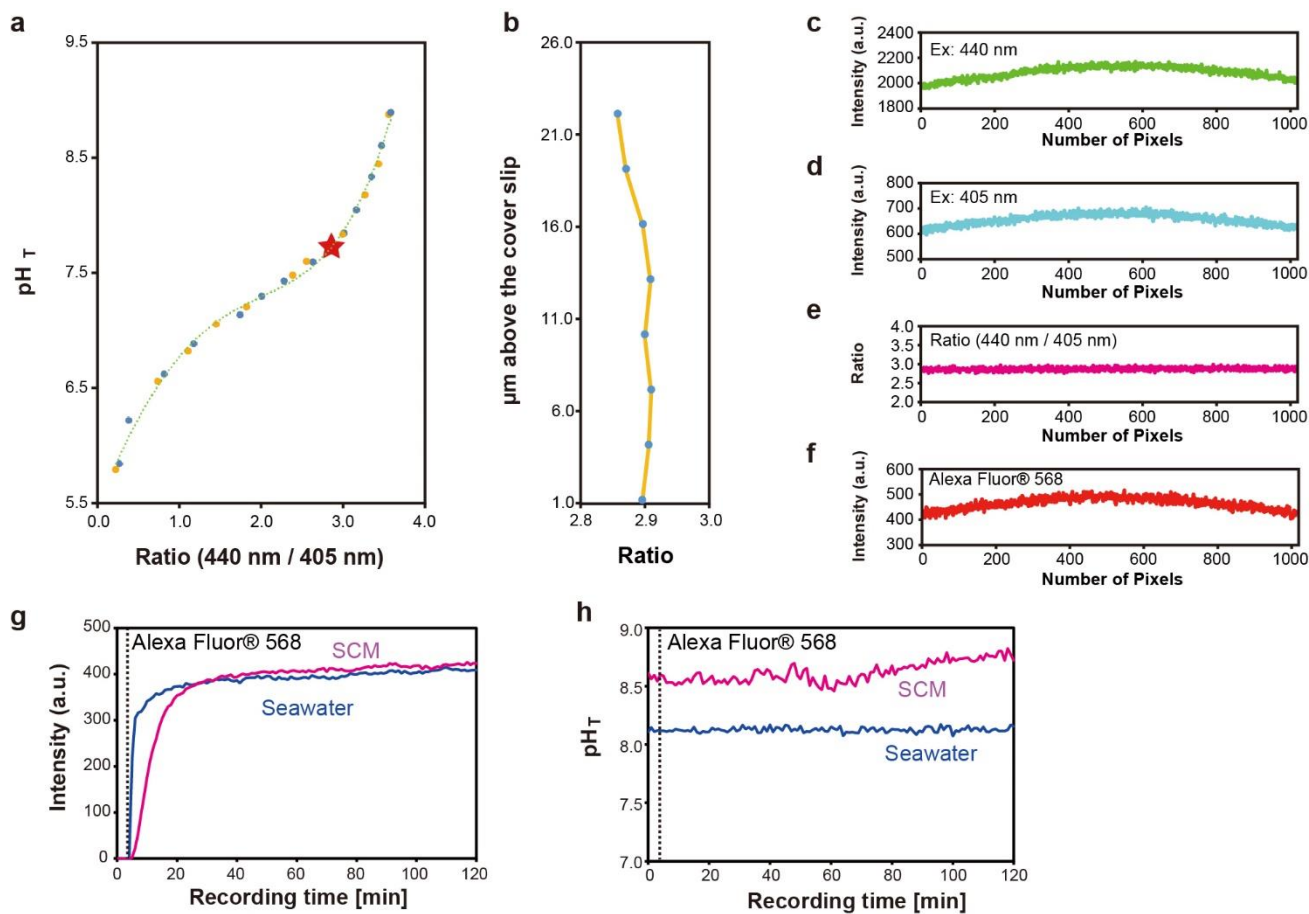 a
9.5
8.5
7.5
6.5
5.5
pH T
0.0 1.0 2.0 3.0 4.0
Ratio (440 nm / 405 nm)
b
26.0
21.0
16.0
11.0
6.0
1.0
µm above the cover slip
2.8 2.9 3.0
Ratio
c
2400
2200
2000
1800
Intensity (a.u.)
Ex: 440 nm
0 200 400 600 800 1000
Number of Pixels
d
800
700
600
500
Intensity (a.u.)
Ex: 405 nm
0 200 400 600 800 1000
Number of Pixels
e
4.0
3.5
3.0
2.5
2.0
Ratio
Ratio (440 nm / 405 nm)
0 200 400 600 800 1000
Number of Pixels
f
600
500
400
300
Intensity (a.u.)
Alexa Fluor® 568
0 200 400 600 800 1000
Number of Pixels
g
500
400
300
200
100
0
Intensity (a.u.)
Alexa Fluor® 568
SCM
Seawater
0 20 40 60 80 100 120
Recording time [min]
h
9.0
8.5
8.0
7.5
7.0
pH T
Alexa Fluor® 568
SCM
Seawater
0 20 40 60 80 100 120
Recording time [min]